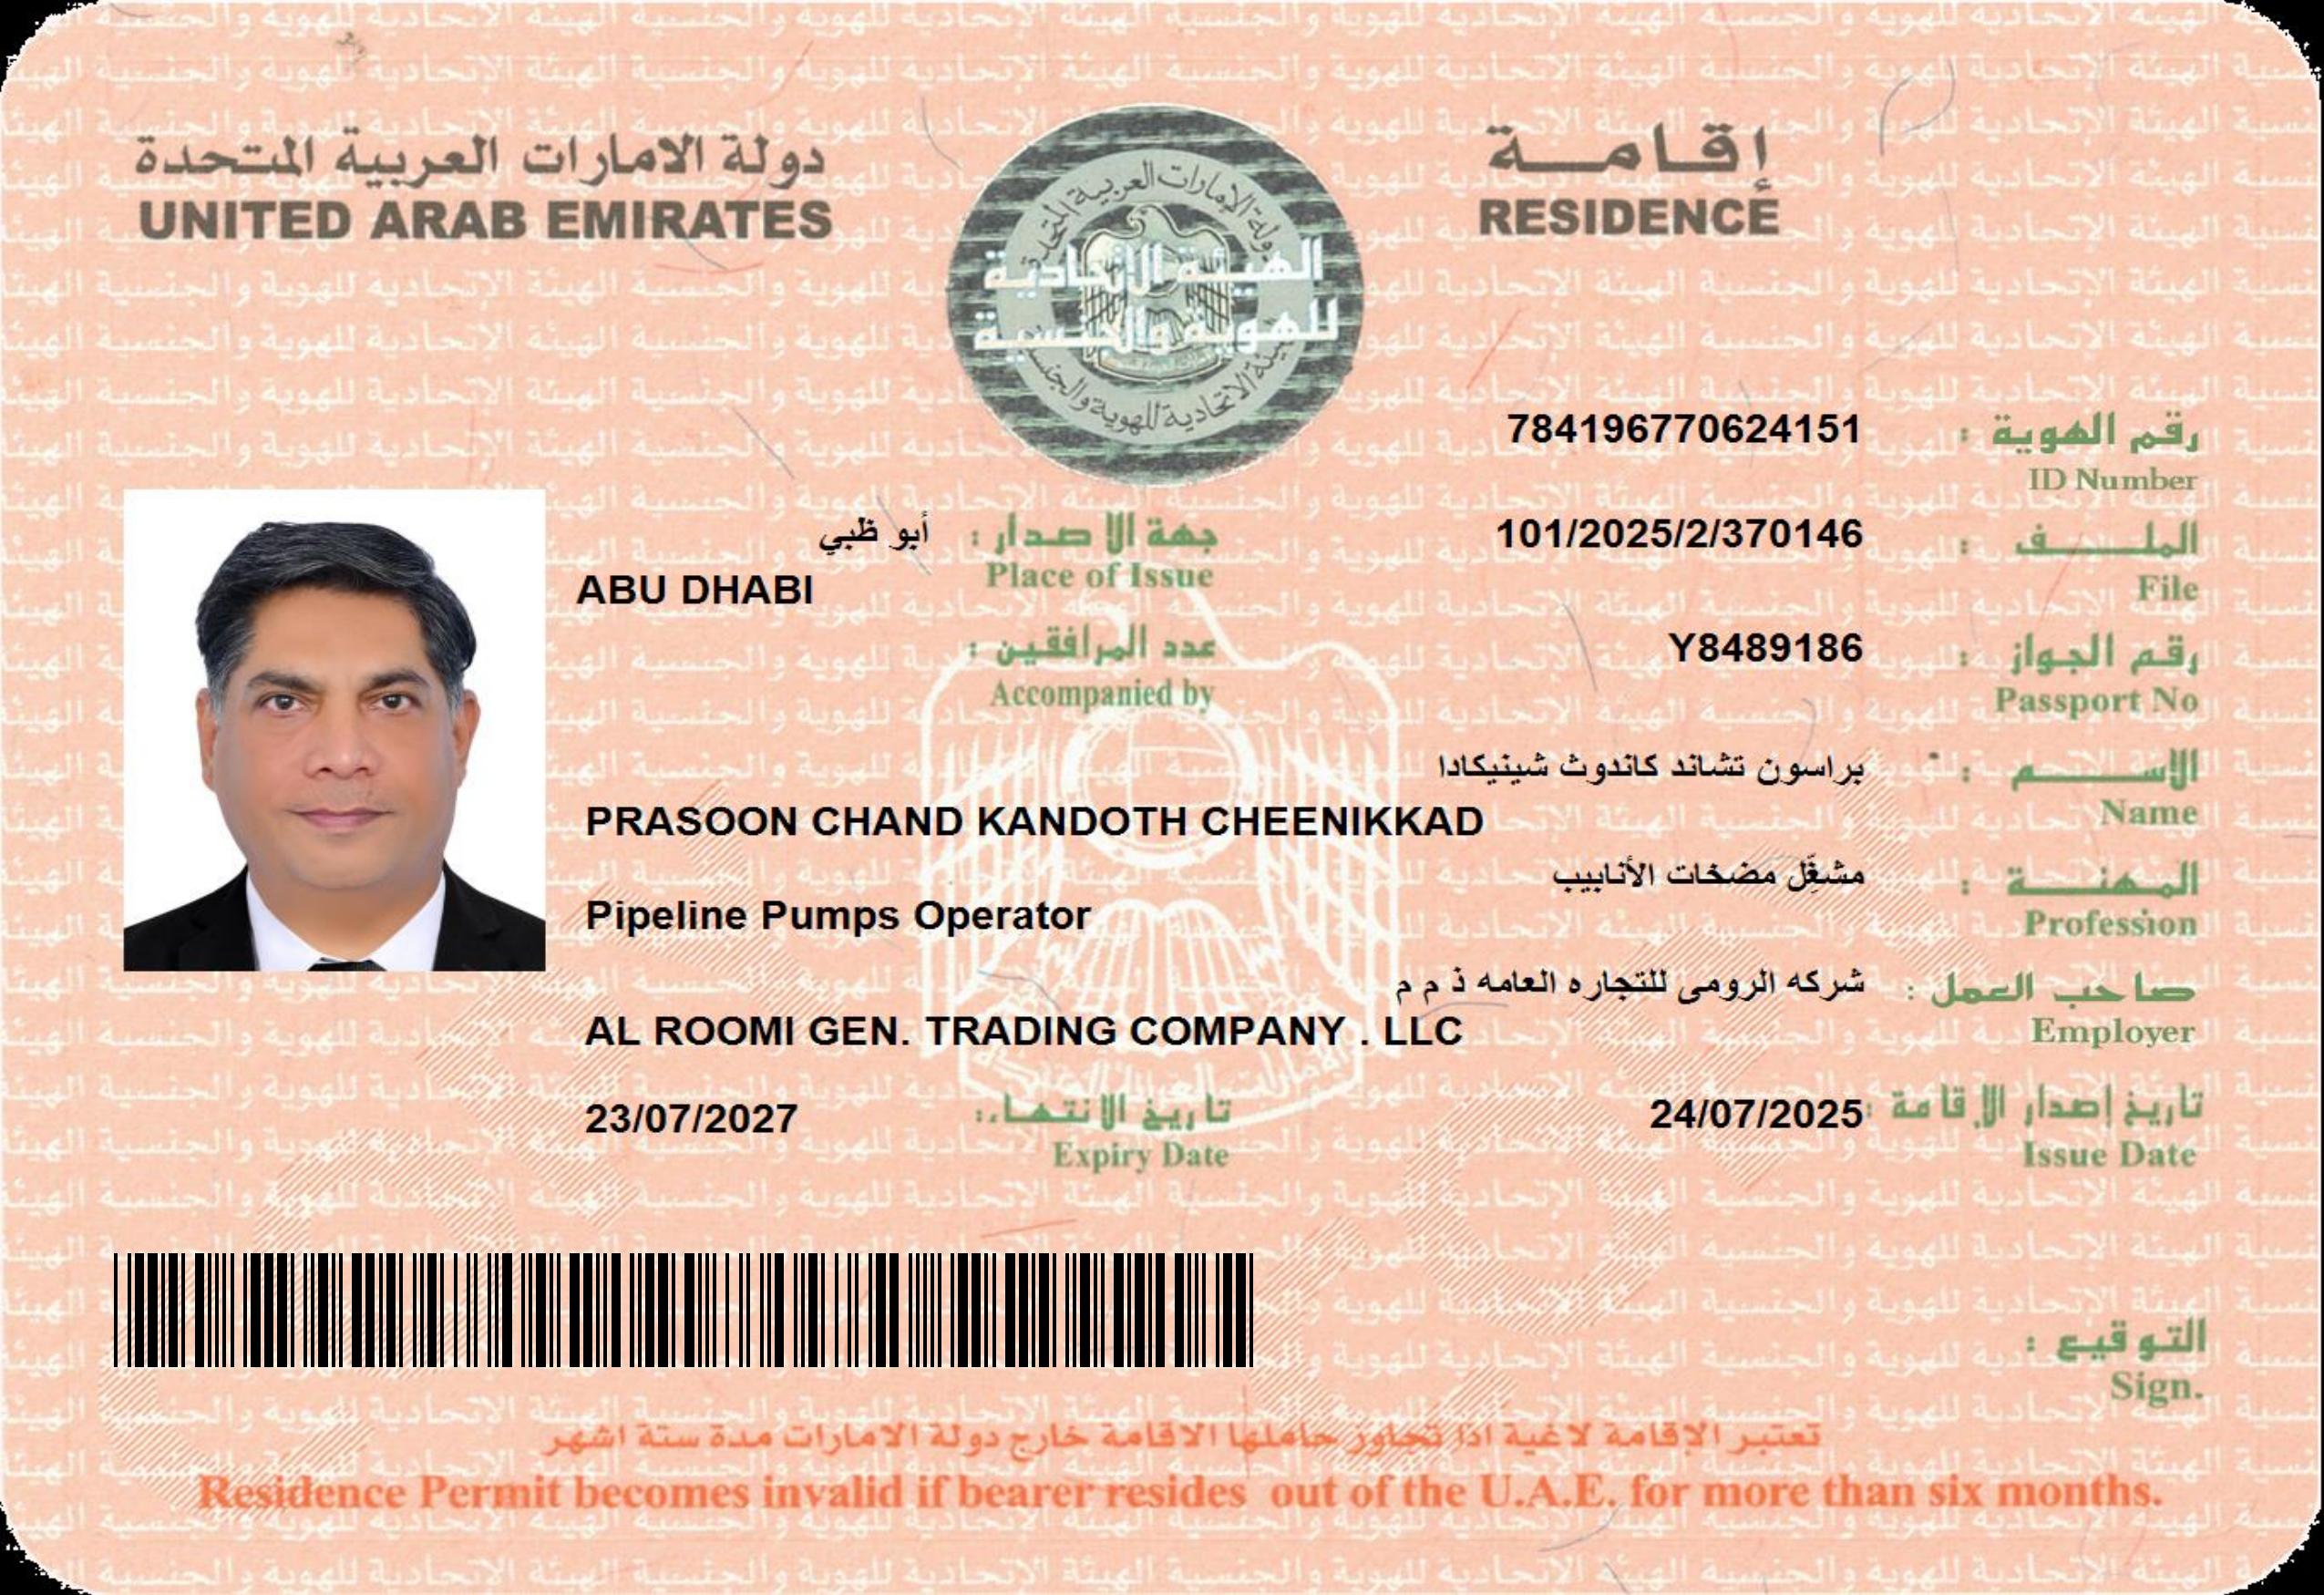 دولة الامارات العربية المتحدة
UNITED ARAB EMIRATES
إقامة
RESIDENCE
دولة الإمارات العربية المتحدة
الهيئة الاتحادية
للهوية والجنسية
رقم الهوية : 784196770624151
ID Number
جهة الاصدار : أبو ظبي
Place of Issue
ABU DHABI
الملف : 101/2025/2/370146
File
عدد المرافقين :
Accompanied by
رقم الجواز : Y8489186
Passport No
الاسم : براسون تشاند كاندوث شينيكادا
Name
PRASOON CHAND KANDOTH CHEENIKKAD
المهنة : مشغّل مضخات الأنابيب
Profession
Pipeline Pumps Operator
صاحب العمل : شركه الرومى للتجاره العامه ذ م م
Employer
AL ROOMI GEN. TRADING COMPANY . LLC
تاريخ إصدار الإقامة : 24/07/2025
Issue Date
تاريخ الانتهاء : 23/07/2027
Expiry Date
التوقيع :
Sign.
تعتبر الإقامة لاغية اذا تجاوز حاملها الاقامة خارج دولة الامارات مدة ستة اشهر
Residence Permit becomes invalid if bearer resides out of the U.A.E. for more than six months.